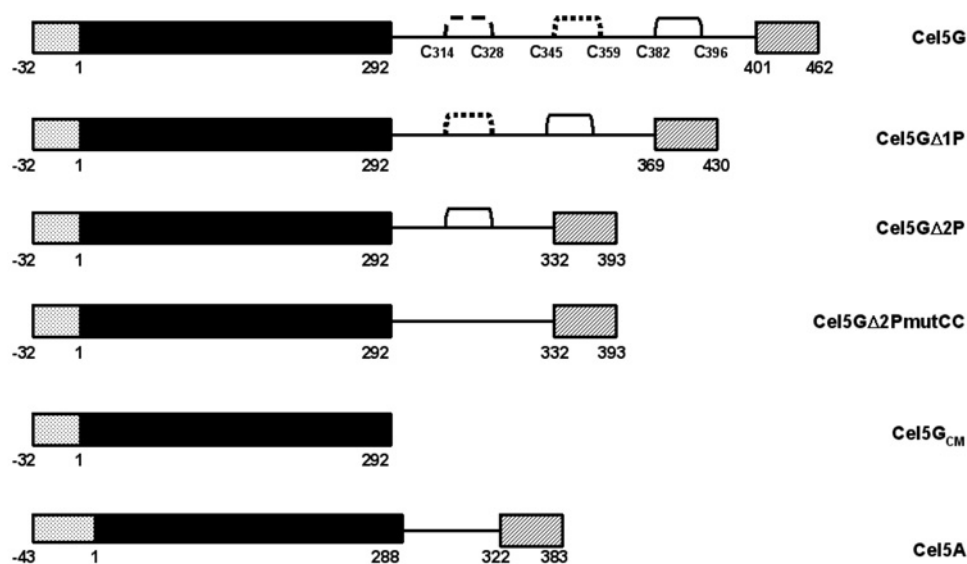 Cel5G
C314 C328 C345 C359 C382 C396
-32 1 292 401 462
Cel5GΔ1P
-32 1 292 369 430
Cel5GΔ2P
-32 1 292 332 393
Cel5GΔ2PmutCC
-32 1 292 332 393
Cel5GCM
-32 1 292
Cel5A
-43 1 288 322 383